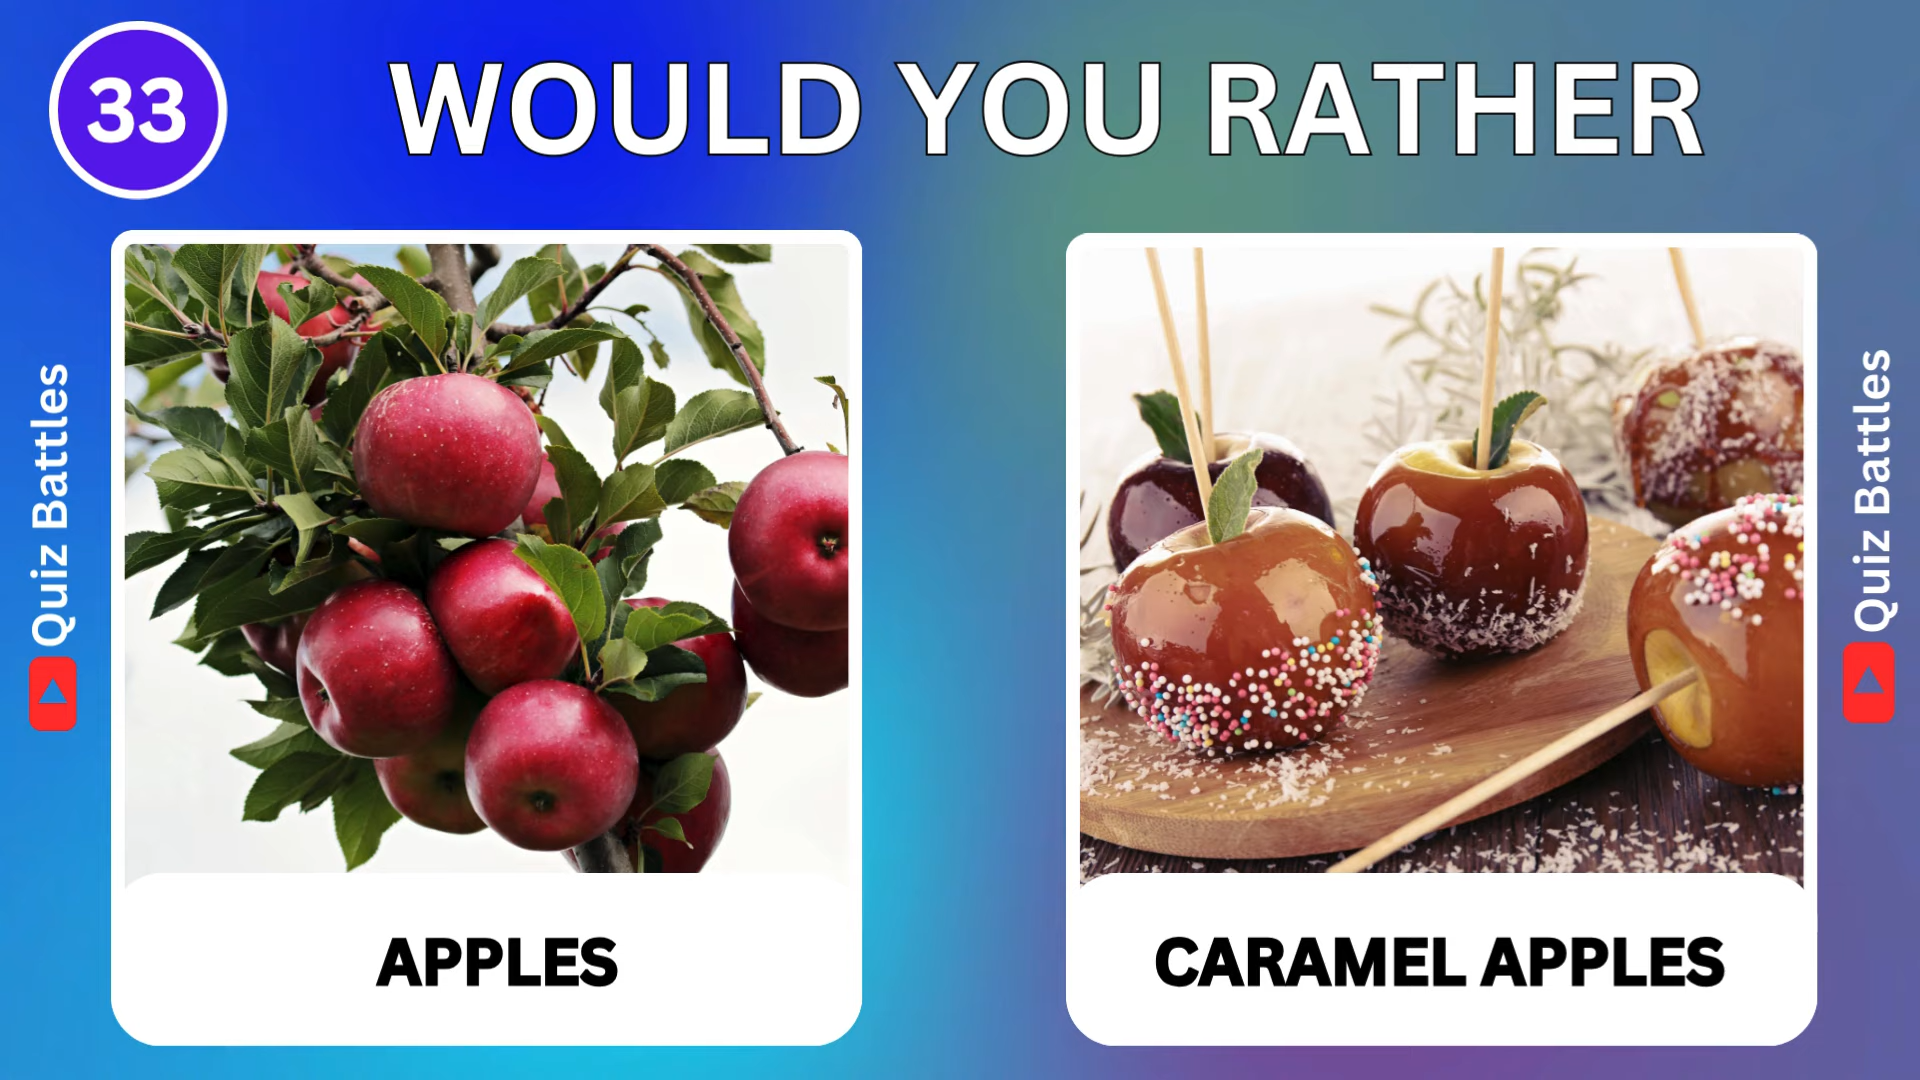 33
WOULD YOU RATHER
Quiz Battles
APPLES
CARAMEL APPLES
Quiz Battles